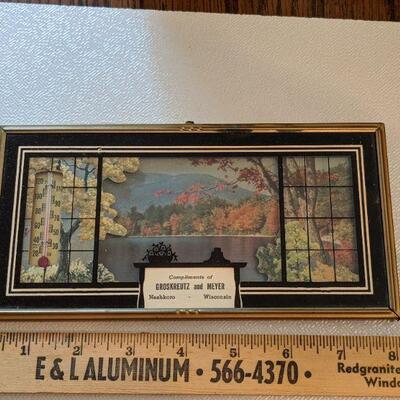 Compliments of
GROSKREUTZ and MEYER
Neshkoro - Wisconsin
1 2 3 4 5 6 7 8
E & L ALUMINUM • 566-4370 •
Redgranite
Windo